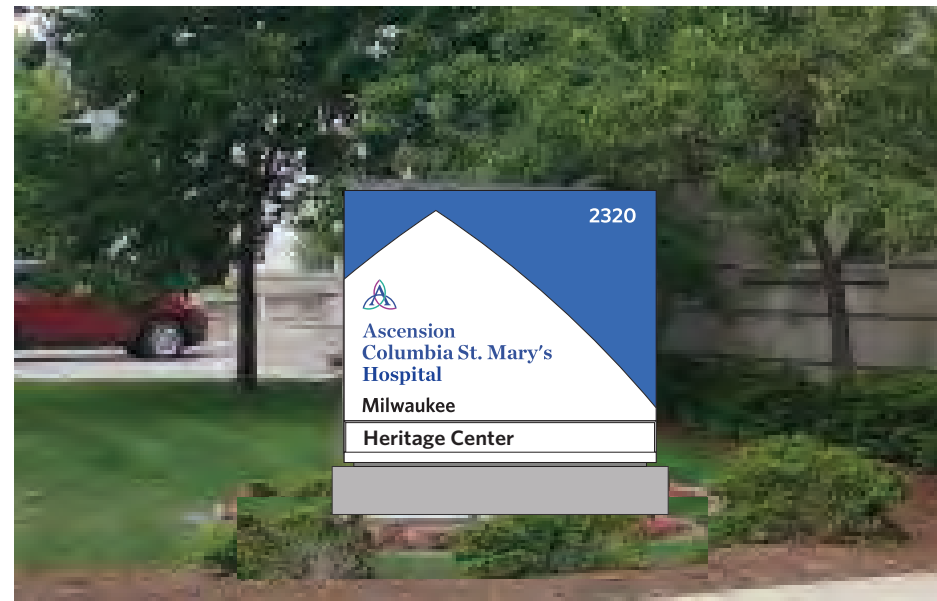 2320
Ascension
Columbia St. Mary's
Hospital
Milwaukee
Heritage Center